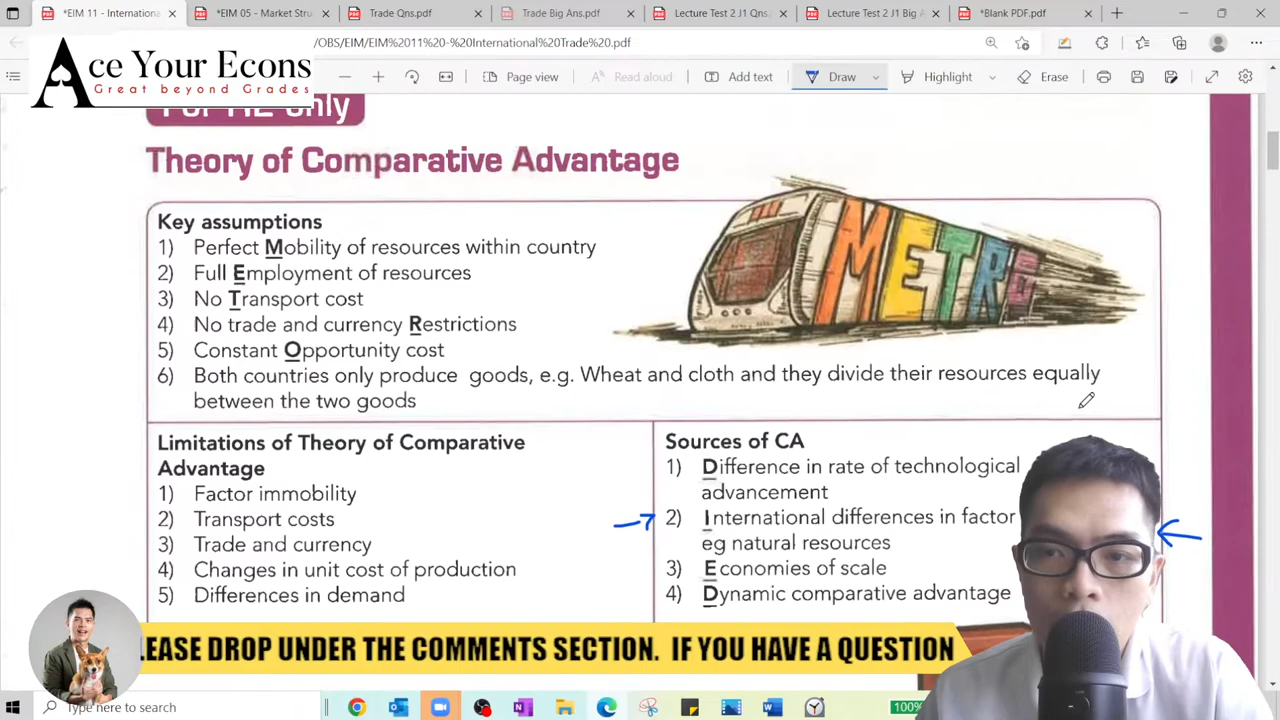 *EIM 11 - Internationa
*EIM 05 - Market Stru
Trade Qns.pdf
Trade Big Ans.pdf
Lecture Test 2 J1 Qns.
Lecture Test 2 J1 Big A
*Blank PDF.pdf
/OBS/EIM/EIM%2011%20-%20International%20Trade%20.pdf
Ace Your Econs
Great beyond Grades
Page view
Read aloud
Add text
Draw
Highlight
Erase
only
Theory of Comparative Advantage
Key assumptions
1) Perfect Mobility of resources within country
2) Full Employment of resources
3) No Transport cost
4) No trade and currency Restrictions
5) Constant Opportunity cost
6) Both countries only produce goods, e.g. Wheat and cloth and they divide their resources equally
between the two goods
METRO
Limitations of Theory of Comparative
Advantage
1) Factor immobility
2) Transport costs
3) Trade and currency
4) Changes in unit cost of production
5) Differences in demand
Sources of CA
1) Difference in rate of technological
advancement
2) International differences in factor
eg natural resources
3) Economies of scale
4) Dynamic comparative advantage
LEASE DROP UNDER THE COMMENTS SECTION. IF YOU HAVE A QUESTION
Type here to search
100%